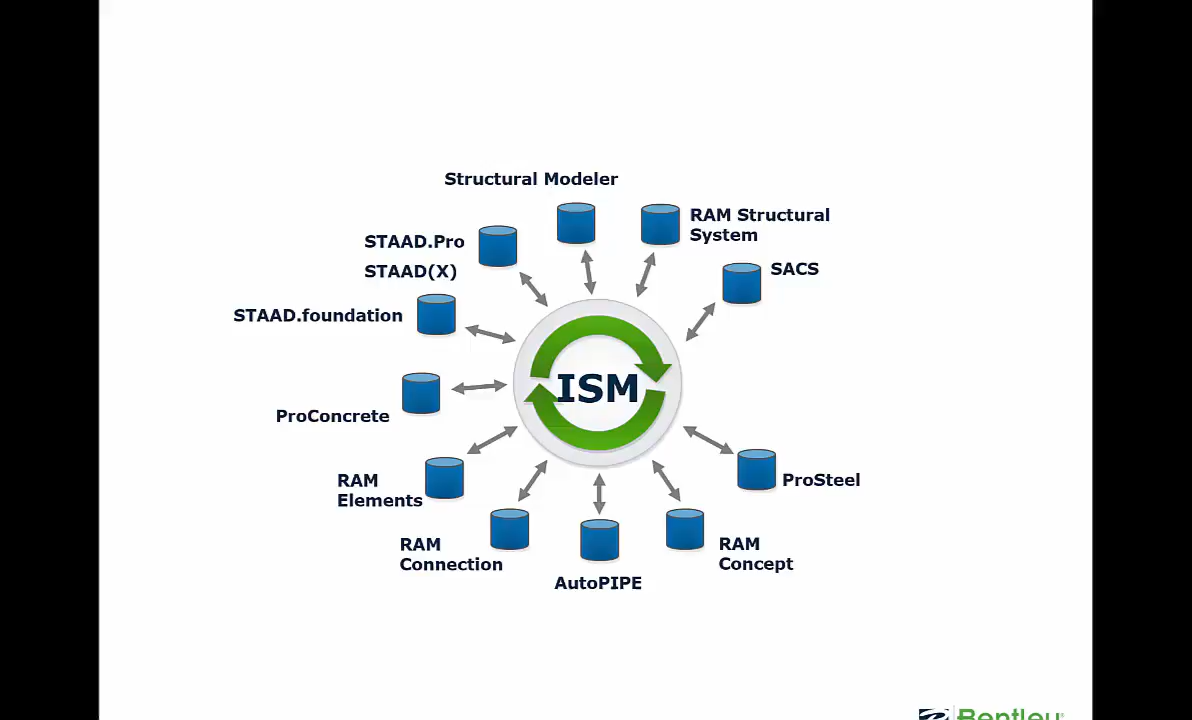 Structural Modeler
RAM Structural
System
STAAD.Pro
STAAD(X)
SACS
STAAD.foundation
ISM
ProConcrete
RAM
Elements
ProSteel
RAM
Connection
RAM
Concept
AutoPIPE
Bentley